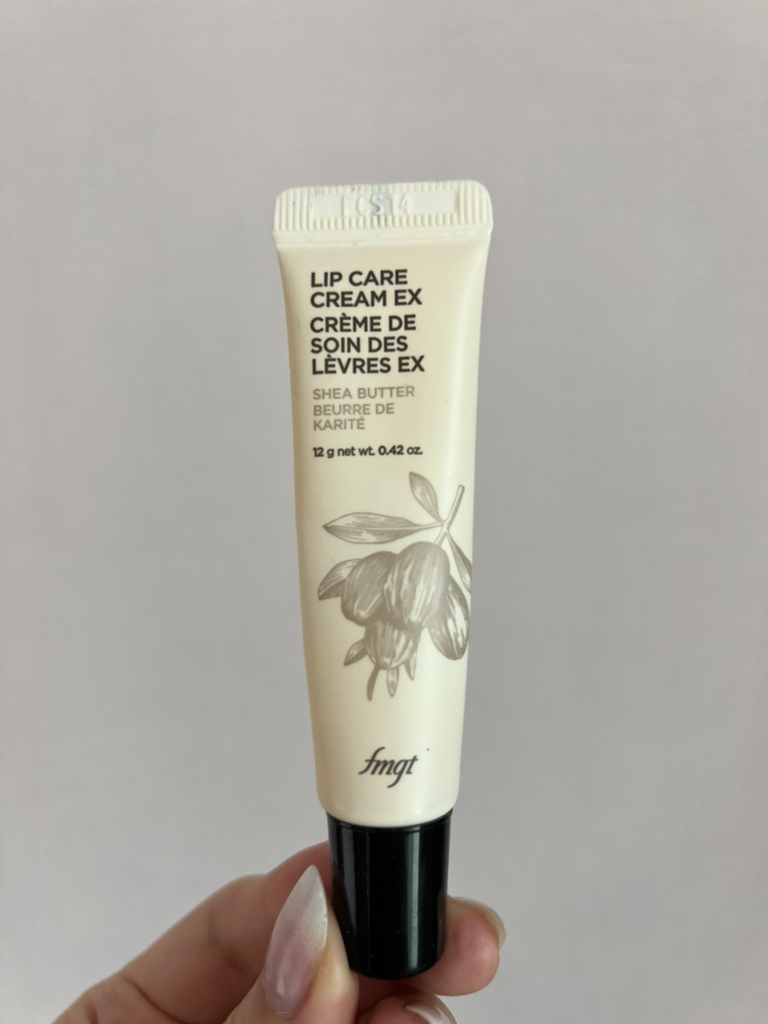 LIP CARE
CREAM EX
CRÈME DE
SOIN DES
LÈVRES EX
SHEA BUTTER
BEURRE DE
KARITÉ
12 g net wt. 0.42 oz.
fmgt